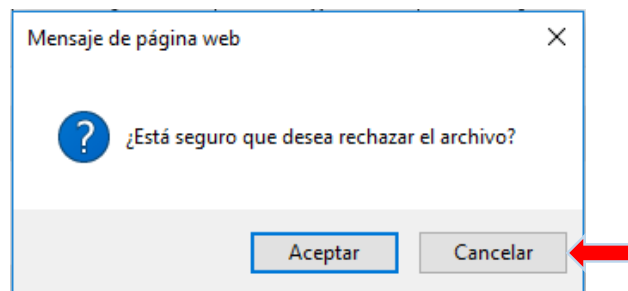 Mensaje de página web
¿Está seguro que desea rechazar el archivo?
Aceptar
Cancelar